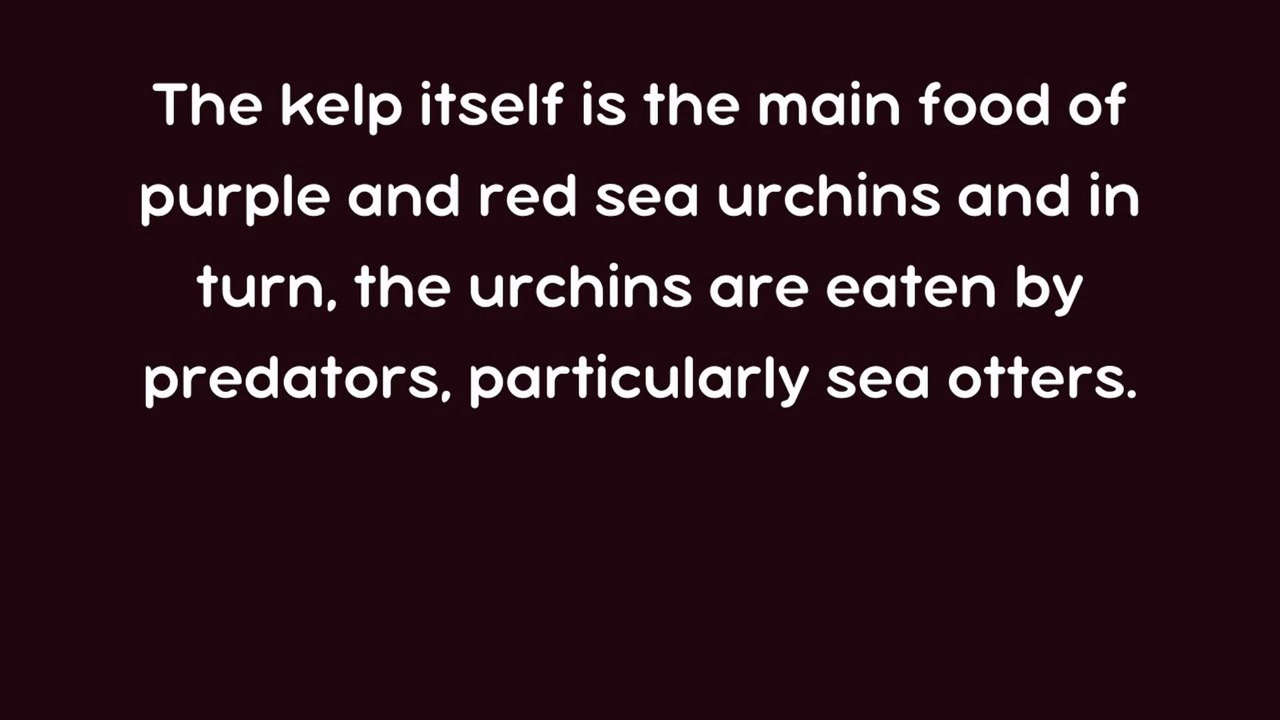 The kelp itself is the main food of
purple and red sea urchins and in
turn, the urchins are eaten by
predators, particularly sea otters.